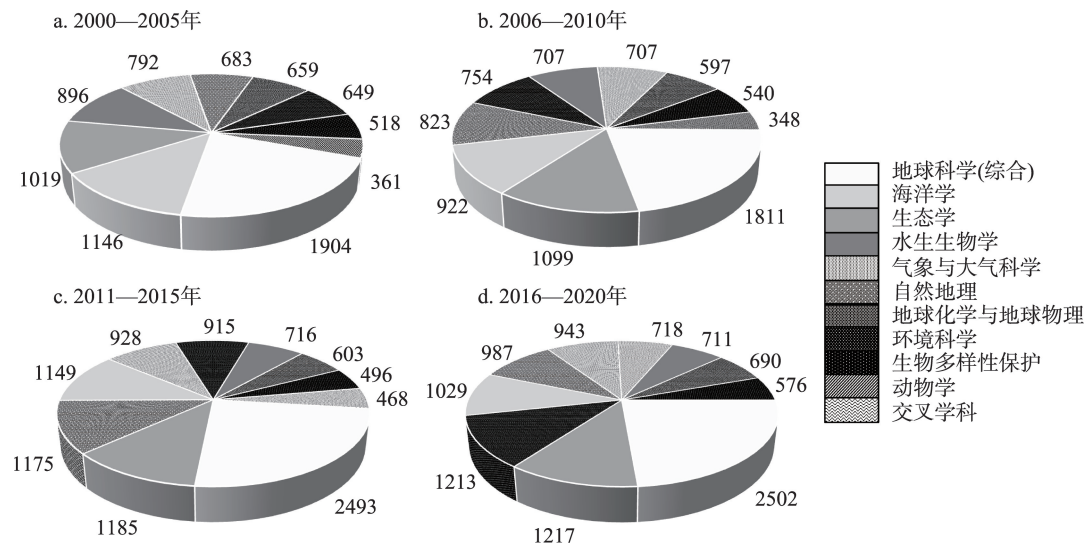 a. 2000—2005年
792
683
659
649
518
361
1904
1146
1019
896
b. 2006—2010年
707
707
597
540
348
1811
1099
922
823
754
c. 2011—2015年
928
915
716
603
496
468
2493
1185
1175
1149
d. 2016—2020年
943
718
711
690
576
2502
1217
1213
1029
987
地球科学(综合)
海洋学
生态学
水生生物学
气象与大气科学
自然地理
地球化学与地球物理
环境科学
生物多样性保护
动物学
交叉学科